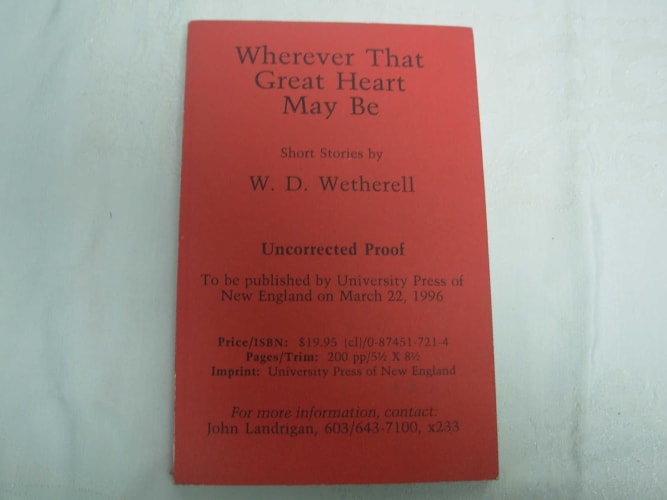 Wherever That
Great Heart
May Be
Short Stories by
W. D. Wetherell
Uncorrected Proof
To be published by University Press of
New England on March 22, 1996
Price/ISBN: $19.95 (cl)/0-87451-721-4
Pages/Trim: 200 pp/5½ X 8½
Imprint: University Press of New England
For more information, contact:
John Landrigan, 603/643-7100, x233